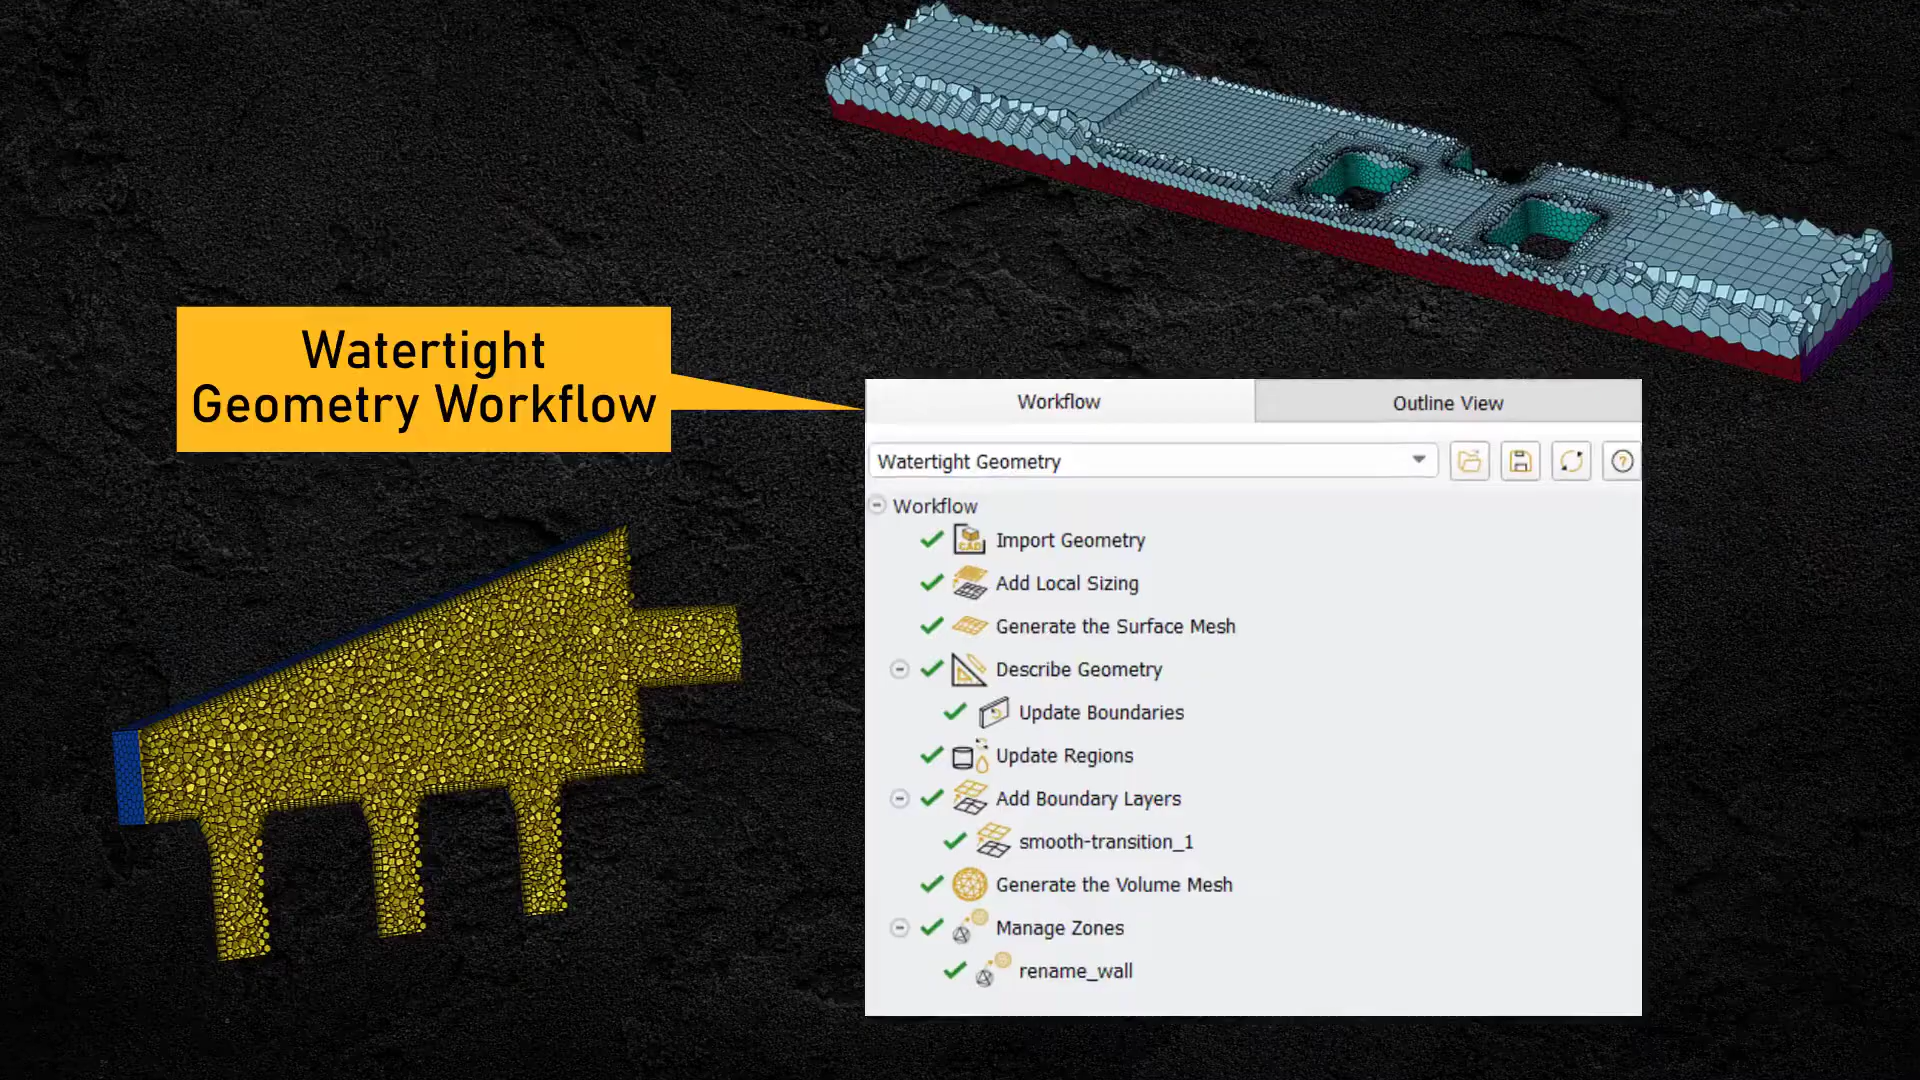 Watertight
Geometry Workflow
Workflow
Outline View
Watertight Geometry
Workflow
CAD
Import Geometry
Add Local Sizing
Generate the Surface Mesh
Describe Geometry
Update Boundaries
Update Regions
Add Boundary Layers
smooth-transition_1
Generate the Volume Mesh
Manage Zones
rename_wall